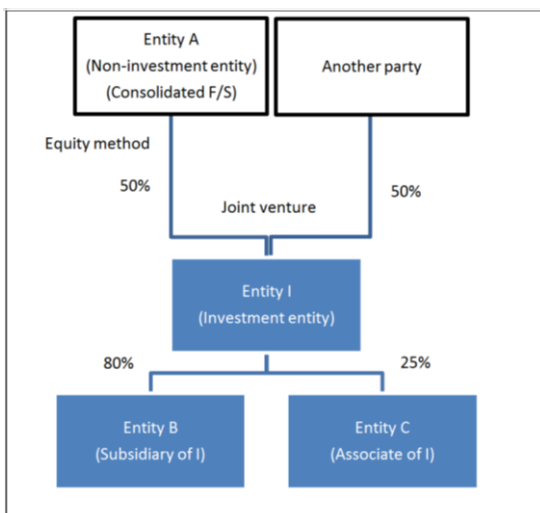 Entity A
(Non-investment entity)
(Consolidated F/S)
Another party
Equity method
50%
50%
Joint venture
Entity I
(Investment entity)
80%
25%
Entity B
(Subsidiary of I)
Entity C
(Associate of I)